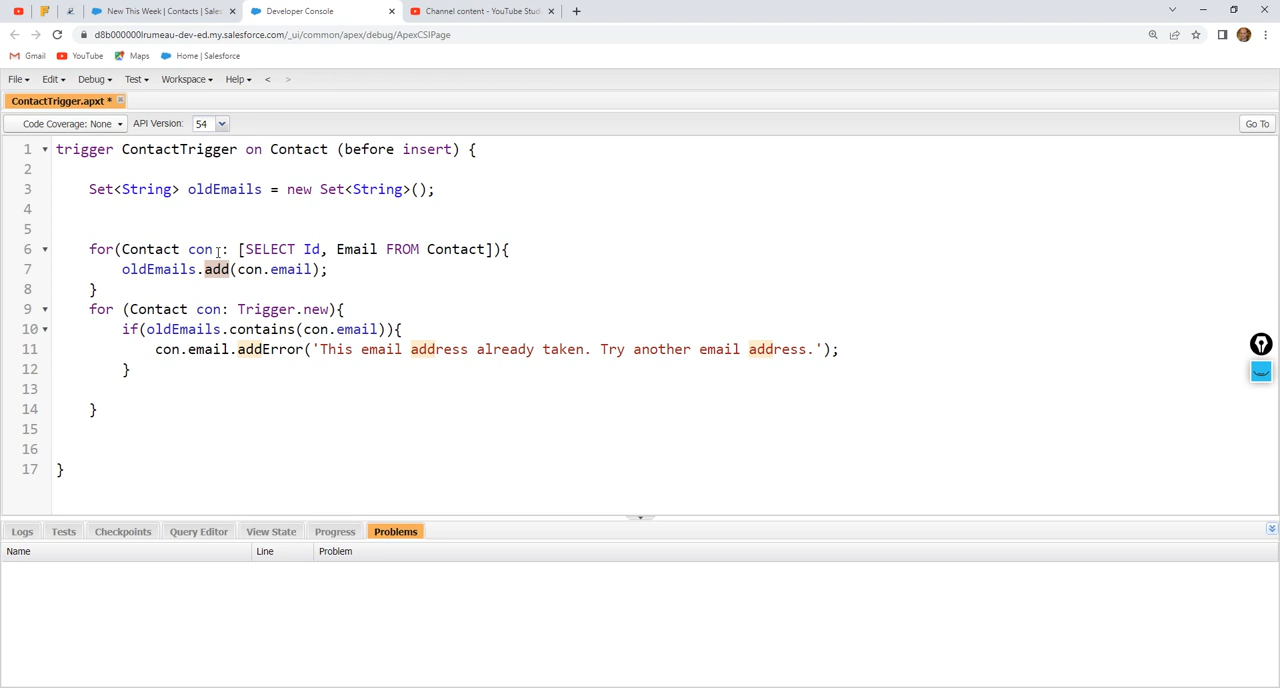 New This Week | Contacts | Sales
Developer Console
Channel content - YouTube Stud
d8b000000lrumeau-dev-ed.my.salesforce.com/_ui/common/apex/debug/ApexCSIPage
Gmail YouTube Maps Home | Salesforce
File Edit Debug Test Workspace Help < >
ContactTrigger.apxt *
Code Coverage: None API Version: 54 Go To
1 trigger ContactTrigger on Contact (before insert) {
2
3 Set<String> oldEmails = new Set<String>();
4
5
6 for(Contact con : [SELECT Id, Email FROM Contact]){
7 oldEmails.add(con.email);
8 }
9 for (Contact con: Trigger.new){
10 if(oldEmails.contains(con.email)){
11 con.email.addError('This email address already taken. Try another email address.');
12 }
13
14 }
15
16
17 }
Logs Tests Checkpoints Query Editor View State Progress Problems
Name Line Problem